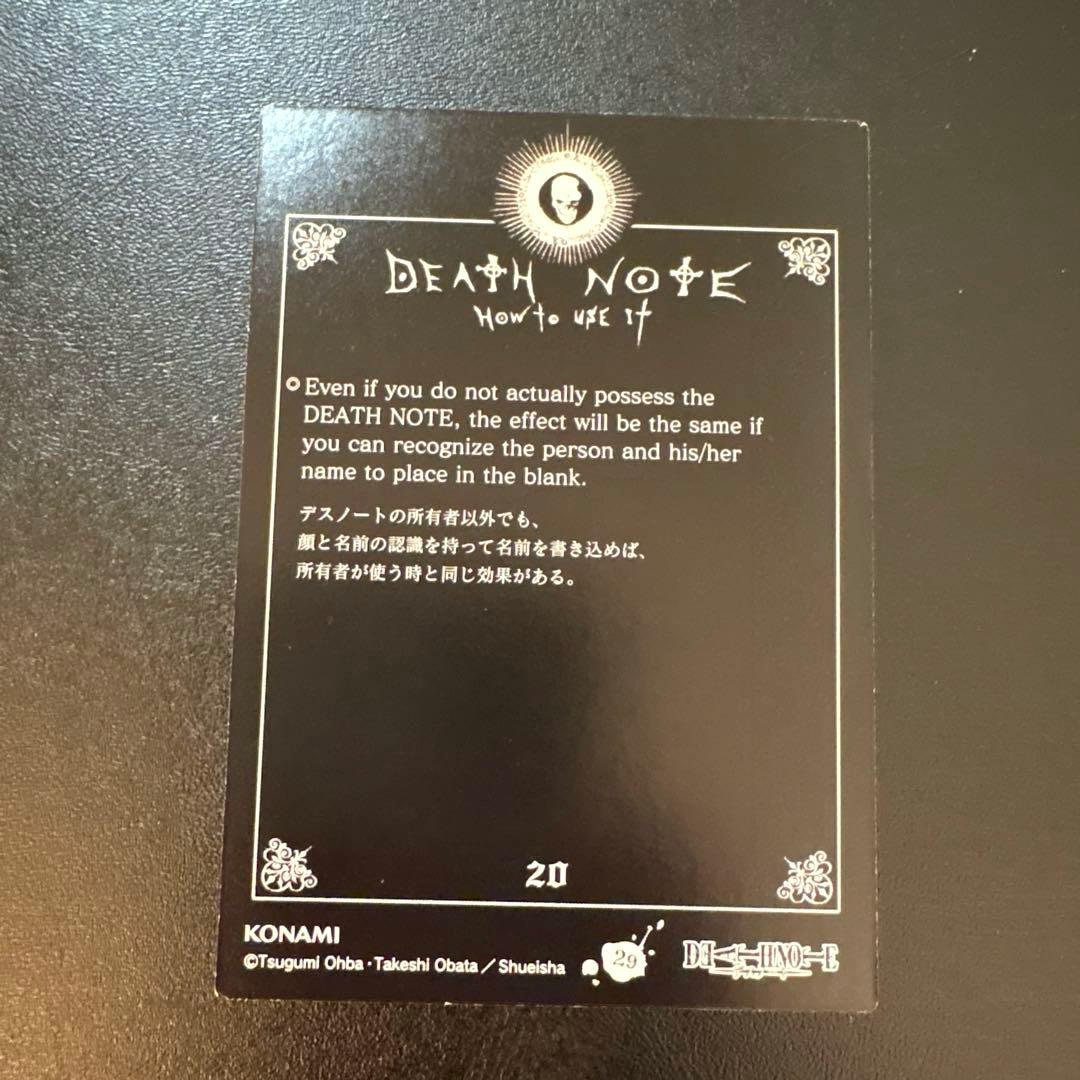 DEATH NOTE
HOW to USE It
Even if you do not actually possess the
DEATH NOTE, the effect will be the same if
you can recognize the person and his/her
name to place in the blank.
デスノートの所有者以外でも、
顔と名前の認識を持って名前を書き込めば、
所有者が使う時と同じ効果がある。
20
KONAMI
©Tsugumi Ohba・Takeshi Obata／Shueisha
29
DEATH NOTE